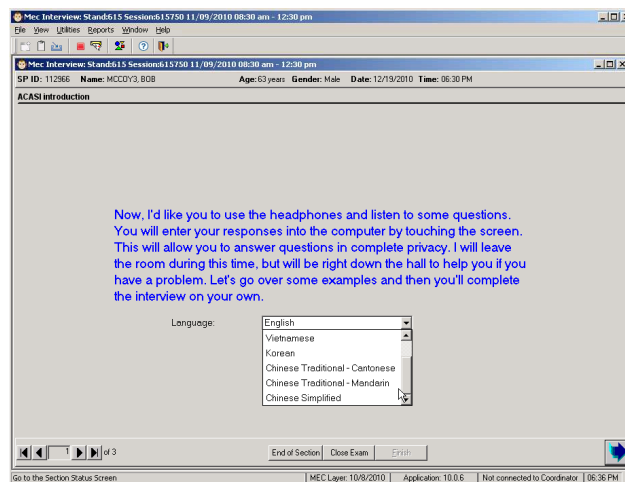 Mec Interview: Stand:615 Session:615750 11/09/2010 08:30 am - 12:30 pm
File View Utilities Reports Window Help
Mec Interview: Stand:615 Session:615750 11/09/2010 08:30 am - 12:30 pm
SP ID: 112966 Name: MCCOY3, BOB Age: 63 years Gender: Male Date: 12/19/2010 Time: 06:30 PM
ACASI introduction
Now, I'd like you to use the headphones and listen to some questions.
You will enter your responses into the computer by touching the screen.
This will allow you to answer questions in complete privacy. I will leave
the room during this time, but will be right down the hall to help you if you
have a problem. Let's go over some examples and then you'll complete
the interview on your own.
Language: English
Vietnamese
Korean
Chinese Traditional - Cantonese
Chinese Traditional - Mandarin
Chinese Simplified
1 of 3 End of Section Close Exam Finish
Go to the Section Status Screen MEC Layer: 10/8/2010 Application: 10.0.6 Not connected to Coordinator 06:36 PM